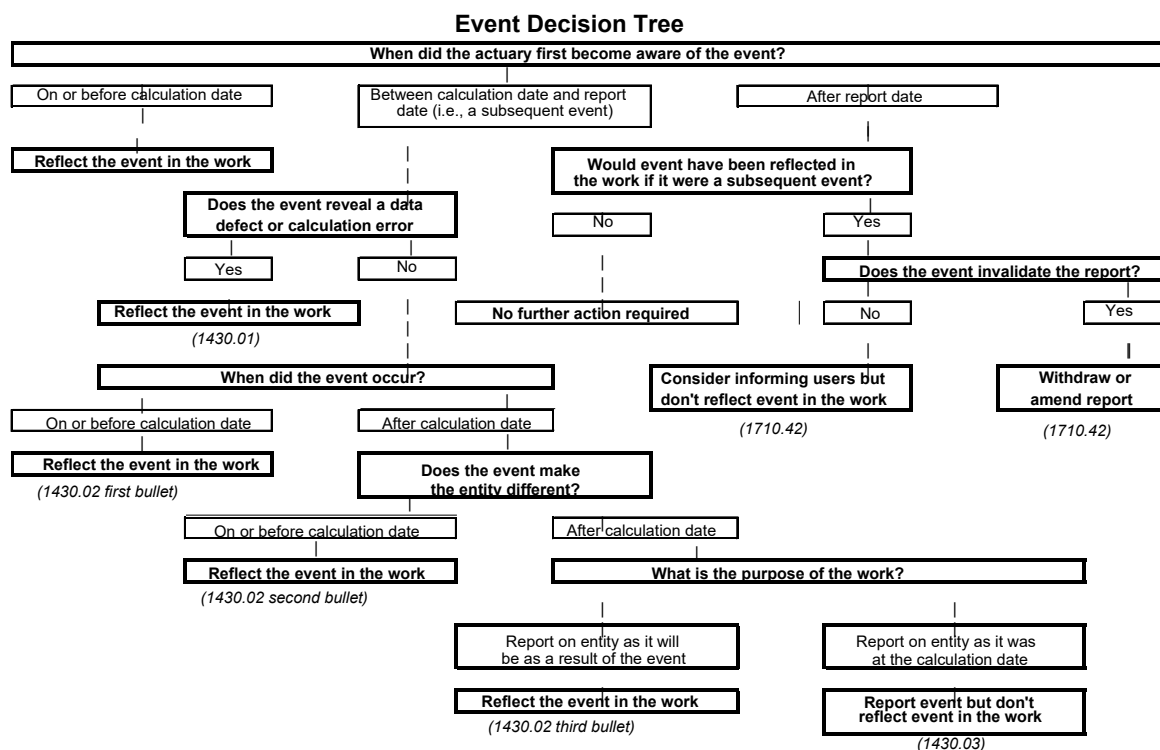 Event Decision Tree
When did the actuary first become aware of the event?
On or before calculation date
Between calculation date and report
date (i.e., a subsequent event)
After report date
Reflect the event in the work
Would event have been reflected in
the work if it were a subsequent event?
Does the event reveal a data
defect or calculation error
No
Yes
Yes
No
Does the event invalidate the report?
Reflect the event in the work
(1430.01)
No further action required
No
Yes
When did the event occur?
Consider informing users but
don't reflect event in the work
(1710.42)
Withdraw or
amend report
(1710.42)
On or before calculation date
After calculation date
Reflect the event in the work
(1430.02 first bullet)
Does the event make
the entity different?
On or before calculation date
After calculation date
Reflect the event in the work
(1430.02 second bullet)
What is the purpose of the work?
Report on entity as it will
be as a result of the event
Report on entity as it was
at the calculation date
Reflect the event in the work
(1430.02 third bullet)
Report event but don't
reflect event in the work
(1430.03)